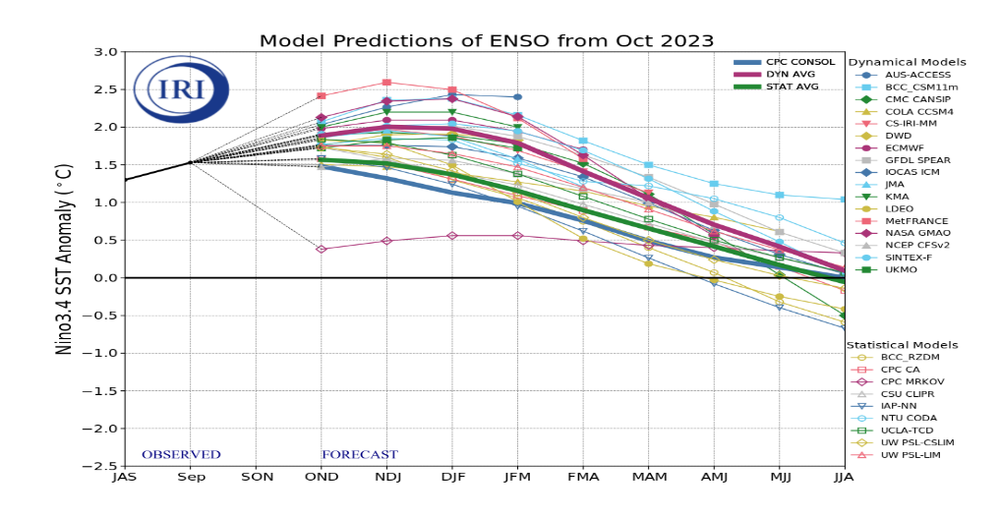 Model Predictions of ENSO from Oct 2023
IRI
CPC CONSOL
DYN AVG
STAT AVG
Nino3.4 SST Anomaly (°C)
3.0
2.5
2.0
1.5
1.0
0.5
0.0
−0.5
−1.0
−1.5
−2.0
−2.5
OBSERVED
FORECAST
JAS
Sep
SON
OND
NDJ
DJF
JFM
FMA
MAM
AMJ
MJJ
JJA
Dynamical Models
AUS-ACCESS
BCC_CSM11m
CMC CANSIP
COLA CCSM4
CS-IRI-MM
DWD
ECMWF
GFDL SPEAR
IOCAS ICM
JMA
KMA
LDEO
MetFRANCE
NASA GMAO
NCEP CFSv2
SINTEX-F
UKMO
Statistical Models
BCC_RZDM
CPC CA
CPC MRKOV
CSU CLIPR
IAP-NN
NTU CODA
UCLA-TCD
UW PSL-CSLIM
UW PSL-LIM